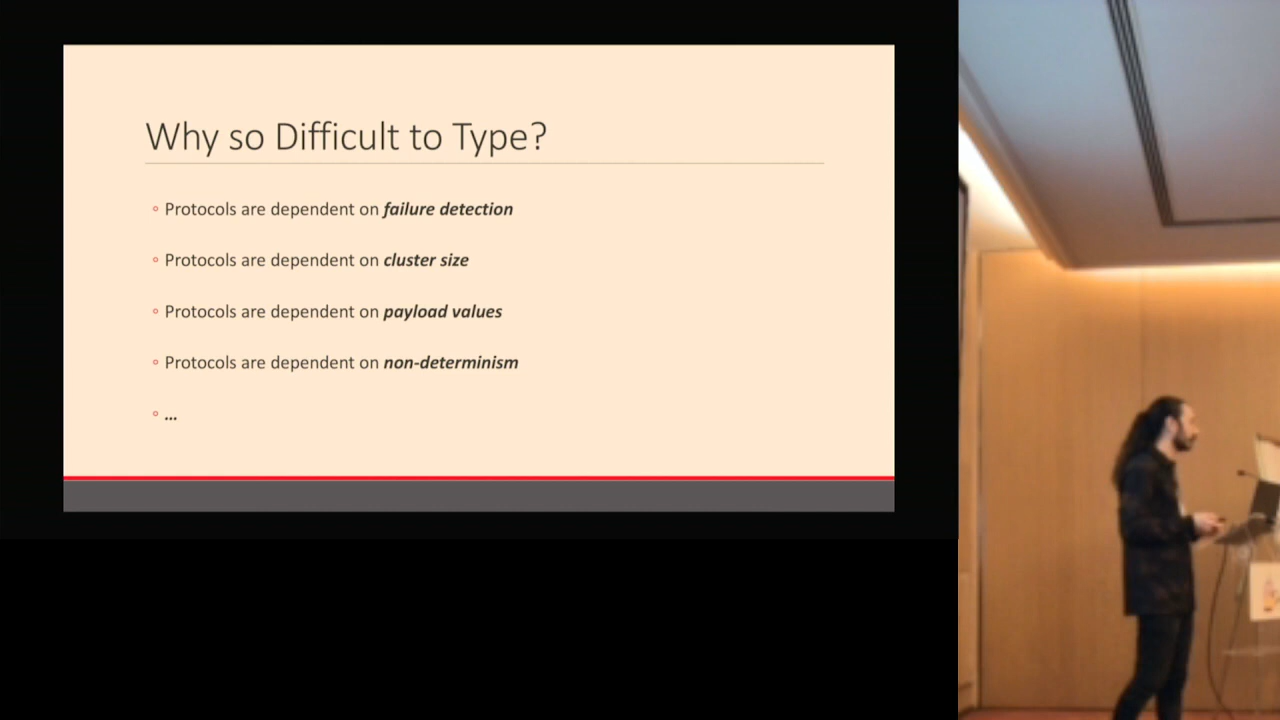 Why so Difficult to Type?
◦ Protocols are dependent on failure detection
◦ Protocols are dependent on cluster size
◦ Protocols are dependent on payload values
◦ Protocols are dependent on non-determinism
◦ ...